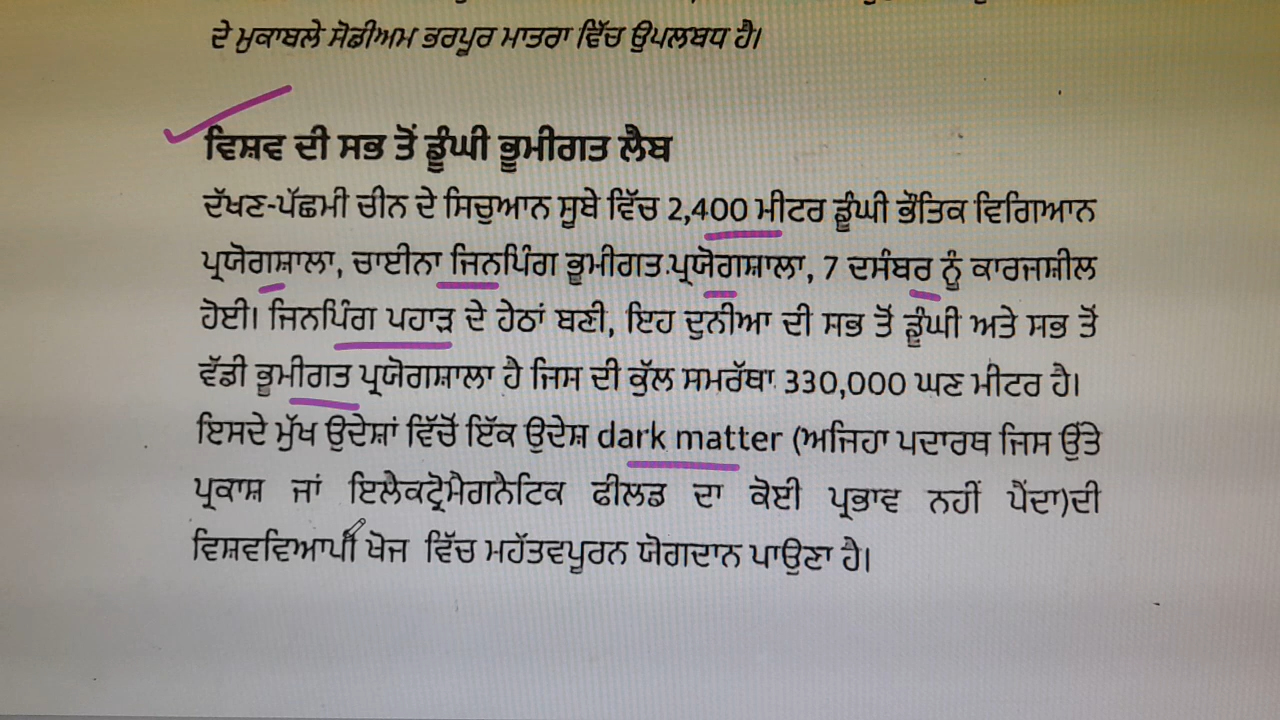 ਦੇ ਮੁਕਾਬਲੇ ਸੋਡੀਅਮ ਭਰਪੂਰ ਮਾਤਰਾ ਵਿੱਚ ਉਪਲਬਧ ਹੈ।
ਵਿਸ਼ਵ ਦੀ ਸਭ ਤੋਂ ਡੂੰਘੀ ਭੂਮੀਗਤ ਲੈਬ
ਦੱਖਣ-ਪੱਛਮੀ ਚੀਨ ਦੇ ਸਿਚੁਆਨ ਸੂਬੇ ਵਿੱਚ 2,400 ਮੀਟਰ ਡੂੰਘੀ ਭੌਤਿਕ ਵਿਗਿਆਨ
ਪ੍ਰਯੋਗਸ਼ਾਲਾ, ਚਾਈਨਾ ਜਿਨਪਿੰਗ ਭੂਮੀਗਤ ਪ੍ਰਯੋਗਸ਼ਾਲਾ, 7 ਦਸੰਬਰ ਨੂੰ ਕਾਰਜਸ਼ੀਲ
ਹੋਈ। ਜਿਨਪਿੰਗ ਪਹਾੜ ਦੇ ਹੇਠਾਂ ਬਣੀ, ਇਹ ਦੁਨੀਆ ਦੀ ਸਭ ਤੋਂ ਡੂੰਘੀ ਅਤੇ ਸਭ ਤੋਂ
ਵੱਡੀ ਭੂਮੀਗਤ ਪ੍ਰਯੋਗਸ਼ਾਲਾ ਹੈ ਜਿਸ ਦੀ ਕੁੱਲ ਸਮਰੱਥਾ 330,000 ਘਣ ਮੀਟਰ ਹੈ।
ਇਸਦੇ ਮੁੱਖ ਉਦੇਸ਼ਾਂ ਵਿੱਚੋਂ ਇੱਕ ਉਦੇਸ਼ dark matter (ਅਜਿਹਾ ਪਦਾਰਥ ਜਿਸ ਉੱਤੇ
ਪ੍ਰਕਾਸ਼ ਜਾਂ ਇਲੈਕਟ੍ਰੋਮੈਗਨੈਟਿਕ ਫੀਲਡ ਦਾ ਕੋਈ ਪ੍ਰਭਾਵ ਨਹੀਂ ਪੈਂਦਾ)ਦੀ
ਵਿਸ਼ਵਵਿਆਪੀ ਖੋਜ ਵਿੱਚ ਮਹੱਤਵਪੂਰਨ ਯੋਗਦਾਨ ਪਾਉਣਾ ਹੈ।